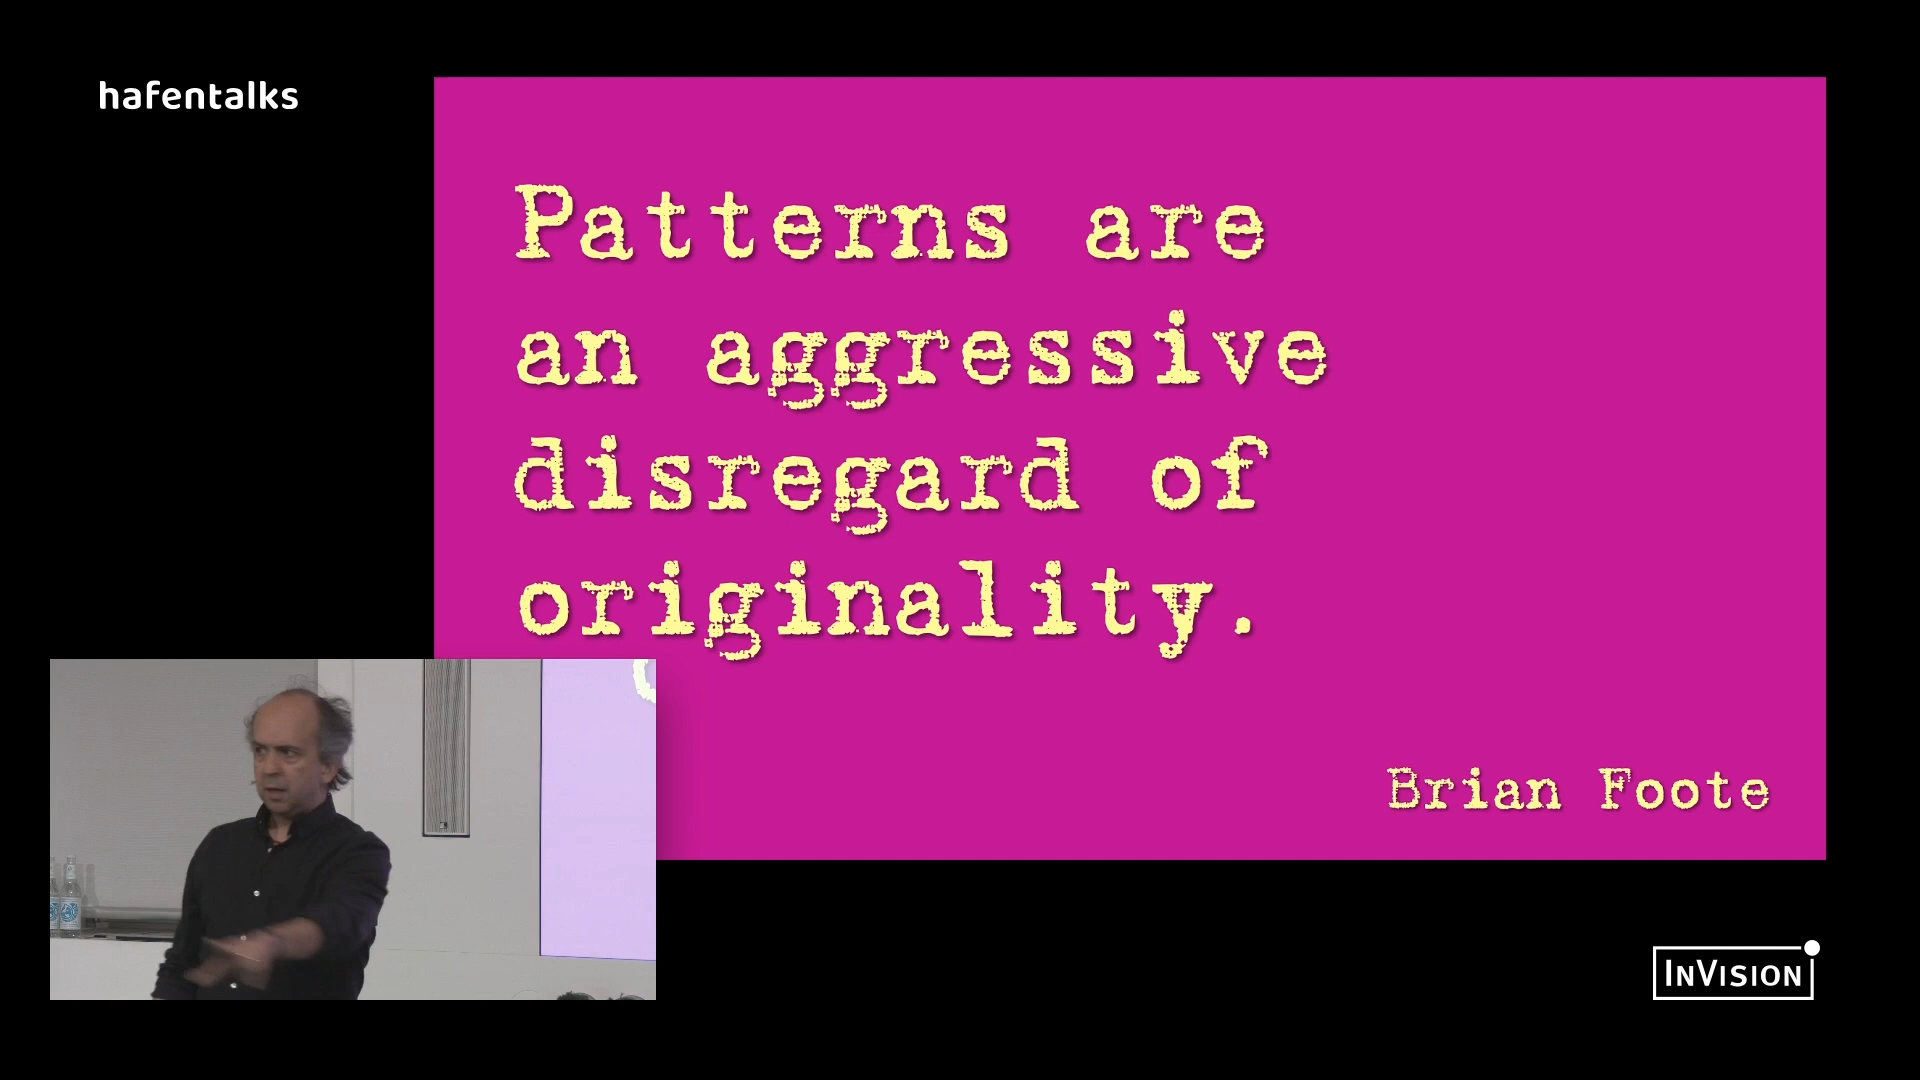 hafentalks
Patterns are
an aggressive
disregard of
originality.
Brian Foote
INVISION